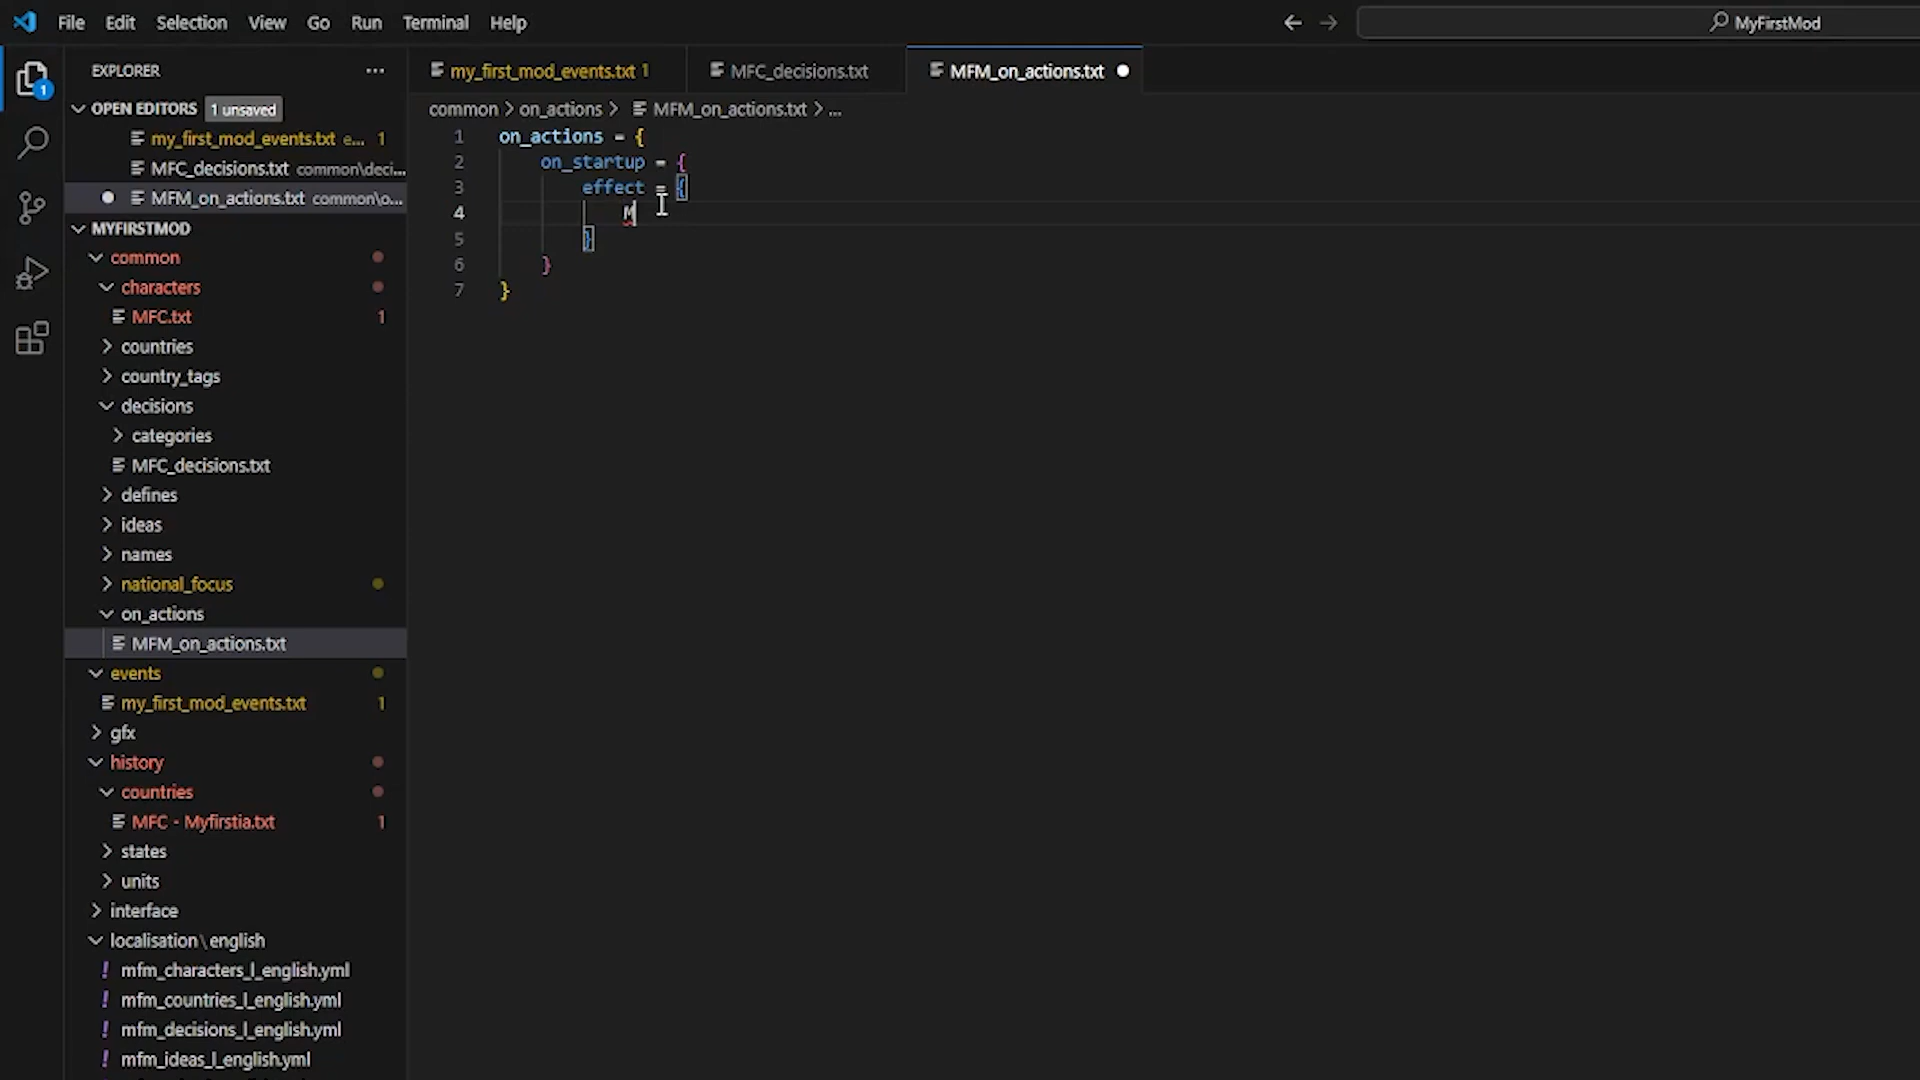 File Edit Selection View Go Run Terminal Help MyFirstMod
EXPLORER ...
OPEN EDITORS 1 unsaved
my_first_mod_events.txt e... 1
MFC_decisions.txt common\deci...
MFM_on_actions.txt common\o...
MYFIRSTMOD
common
characters
MFC.txt 1
countries
country_tags
decisions
categories
MFC_decisions.txt
defines
ideas
names
national_focus
on_actions
MFM_on_actions.txt
events
my_first_mod_events.txt 1
gfx
history
countries
MFC - Myfirstia.txt 1
states
units
interface
localisation\english
! mfm_characters_l_english.yml
! mfm_countries_l_english.yml
! mfm_decisions_l_english.yml
! mfm_ideas_l_english.yml
1
my_first_mod_events.txt 1 MFC_decisions.txt MFM_on_actions.txt
common > on_actions > MFM_on_actions.txt > ...
1 on_actions = {
2 on_startup = {
3 effect = {
4 M
5 }
6 }
7 }